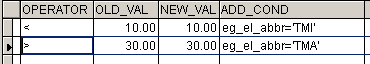 OPERATOR OLD_VAL NEW_VAL ADD_COND
< 10.00 10.00 eg_el_abbr='TMI'
> 30.00 30.00 eg_el_abbr='TMA'